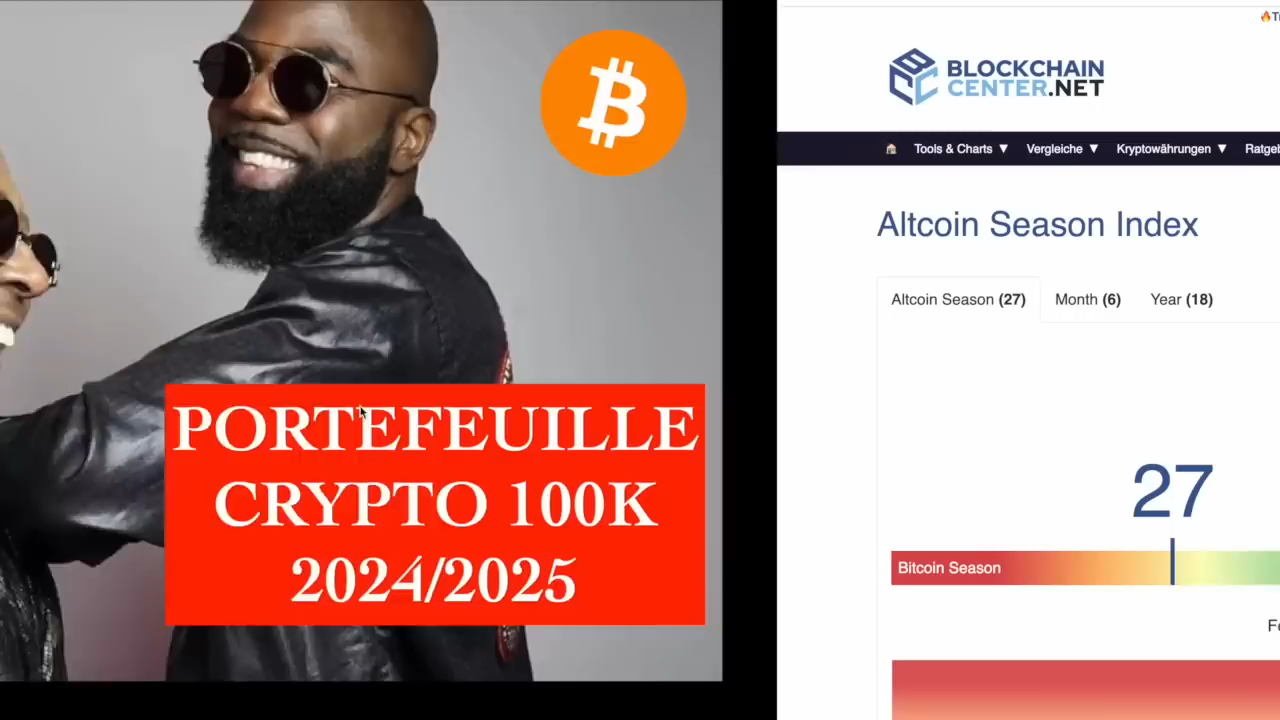 PORTEFEUILLE
CRYPTO 100K
2024/2025
BLOCKCHAIN
CENTER.NET
Tools & Charts ▼ Vergleiche ▼ Kryptowährungen ▼
Altcoin Season Index
Altcoin Season (27) Month (6) Year (18)
27
Bitcoin Season